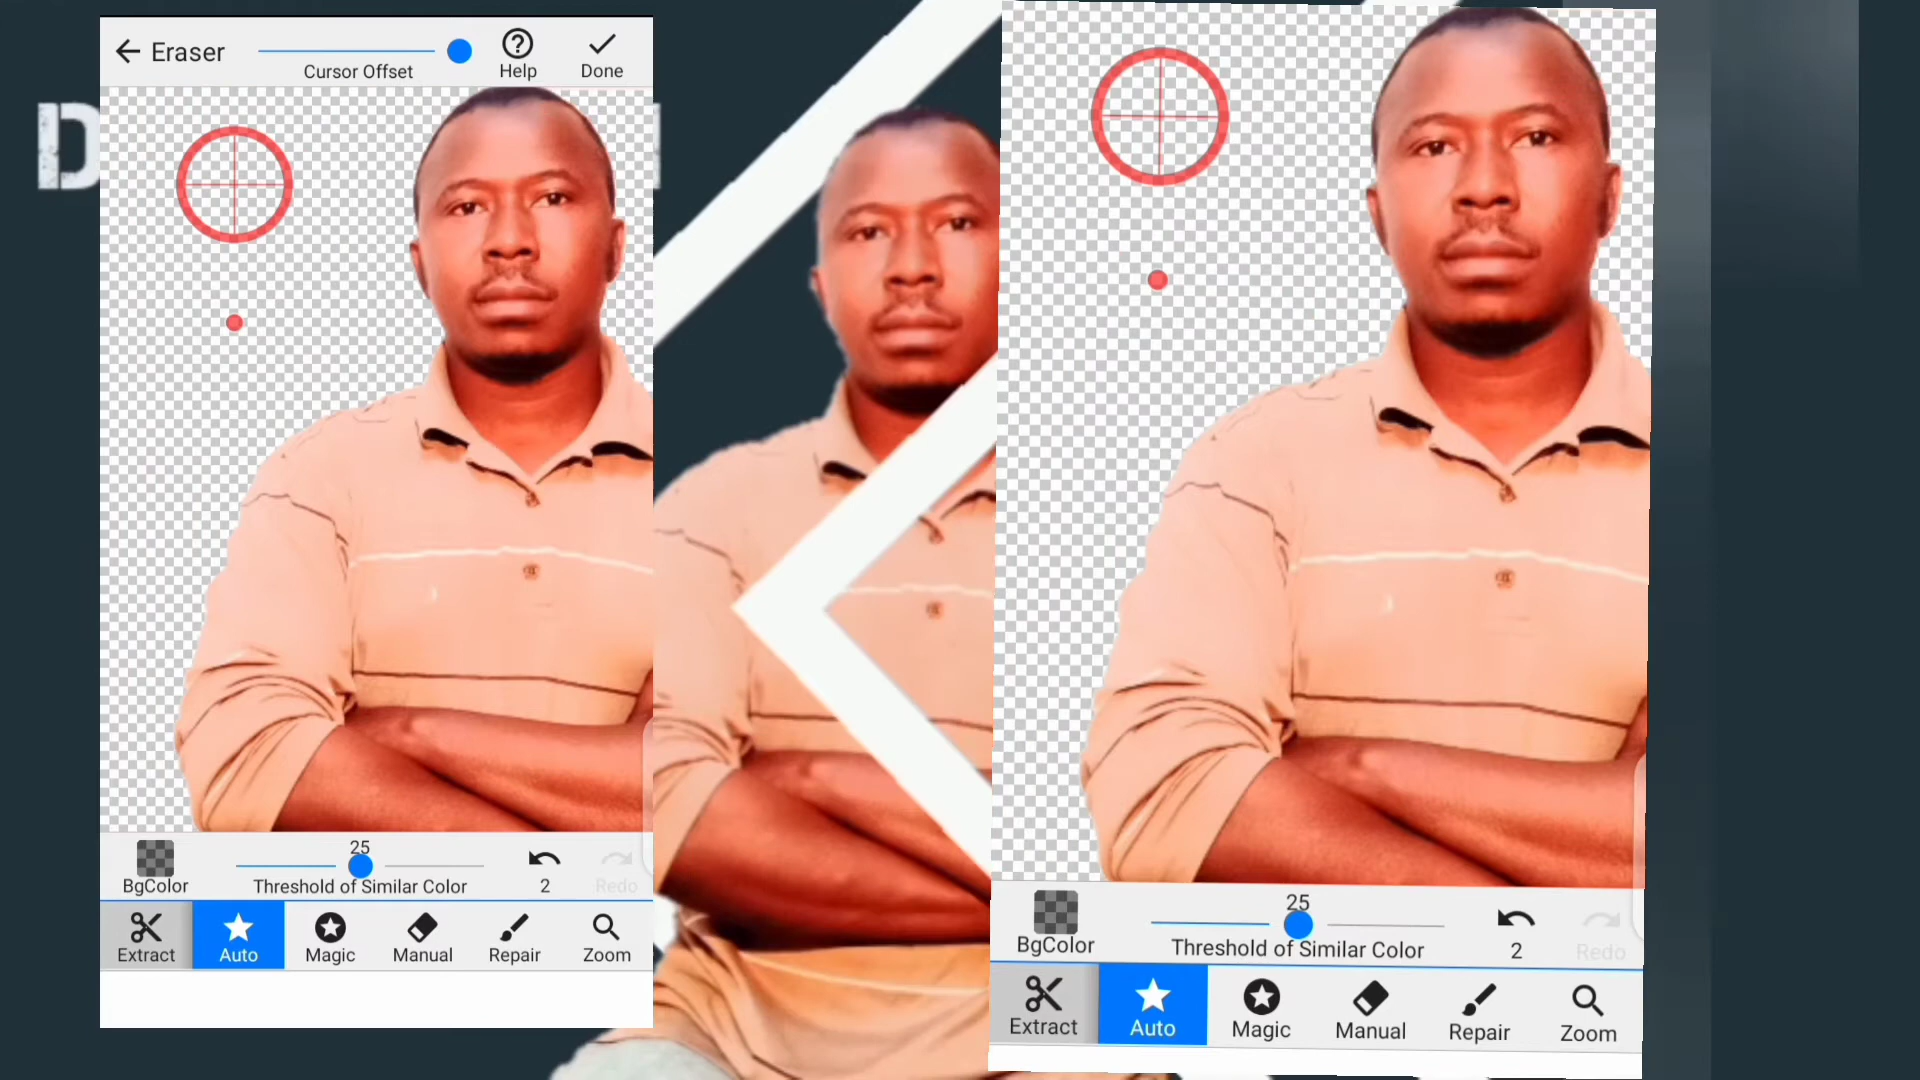 D
Eraser
Cursor Offset
Help
Done
25
BgColor
Threshold of Similar Color
2
Redo
Extract
Auto
Magic
Manual
Repair
Zoom
25
BgColor
Threshold of Similar Color
2
Redo
Extract
Auto
Magic
Manual
Repair
Zoom